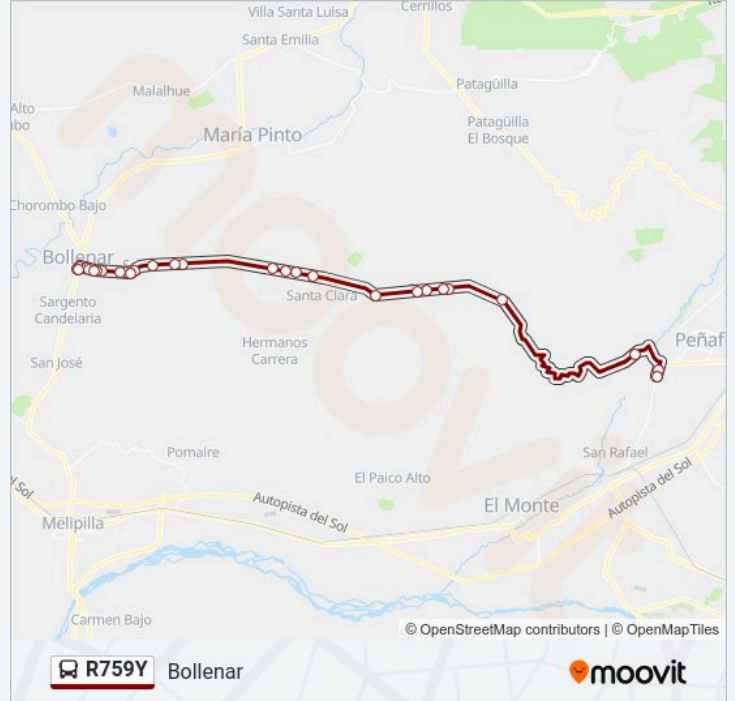 Villa Santa Luisa
Cerrillos
Santa Emilia
Malalhue
Patagüilla
Alto
María Pinto
Patagüilla
El Bosque
Chorombo Bajo
Bollenar
Sargento
Candelaria
Santa Clara
Hermanos
Carrera
Peñaf
San José
Pomaire
San Rafael
El Paico Alto
Autopista del Sol
Autopista del Sol
El Monte
Melipilla
Carmen Bajo
© OpenStreetMap contributors | © OpenMapTiles
R759Y Bollenar
moovit
moovit